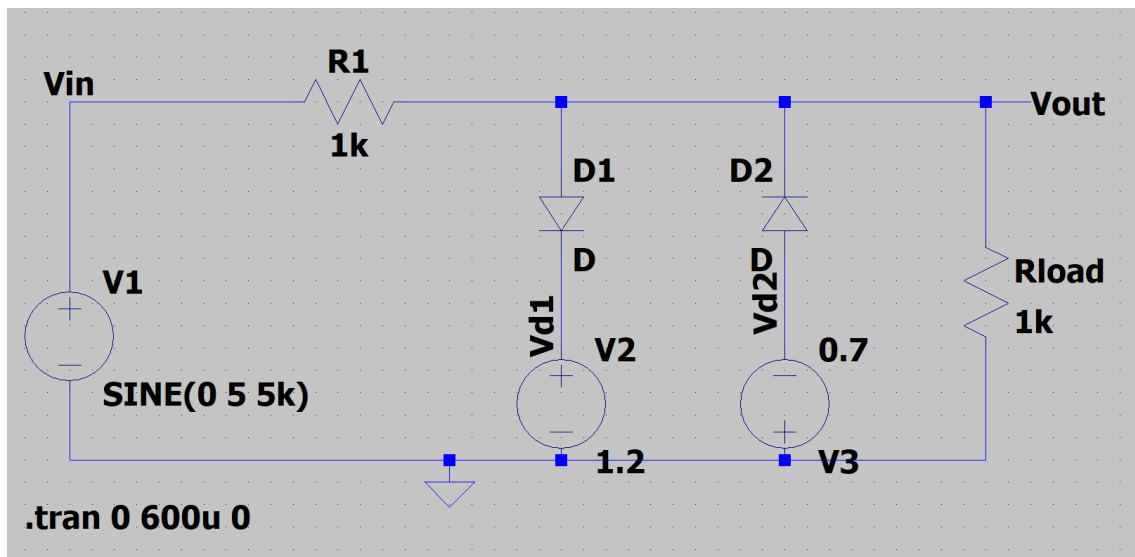 R1
Vin
Vout
1k
D1
D2
D
D
Rload
1k
V1
Vd1
Vd2
V2
0.7
SINE(0 5 5k)
1.2
V3
.tran 0 600u 0